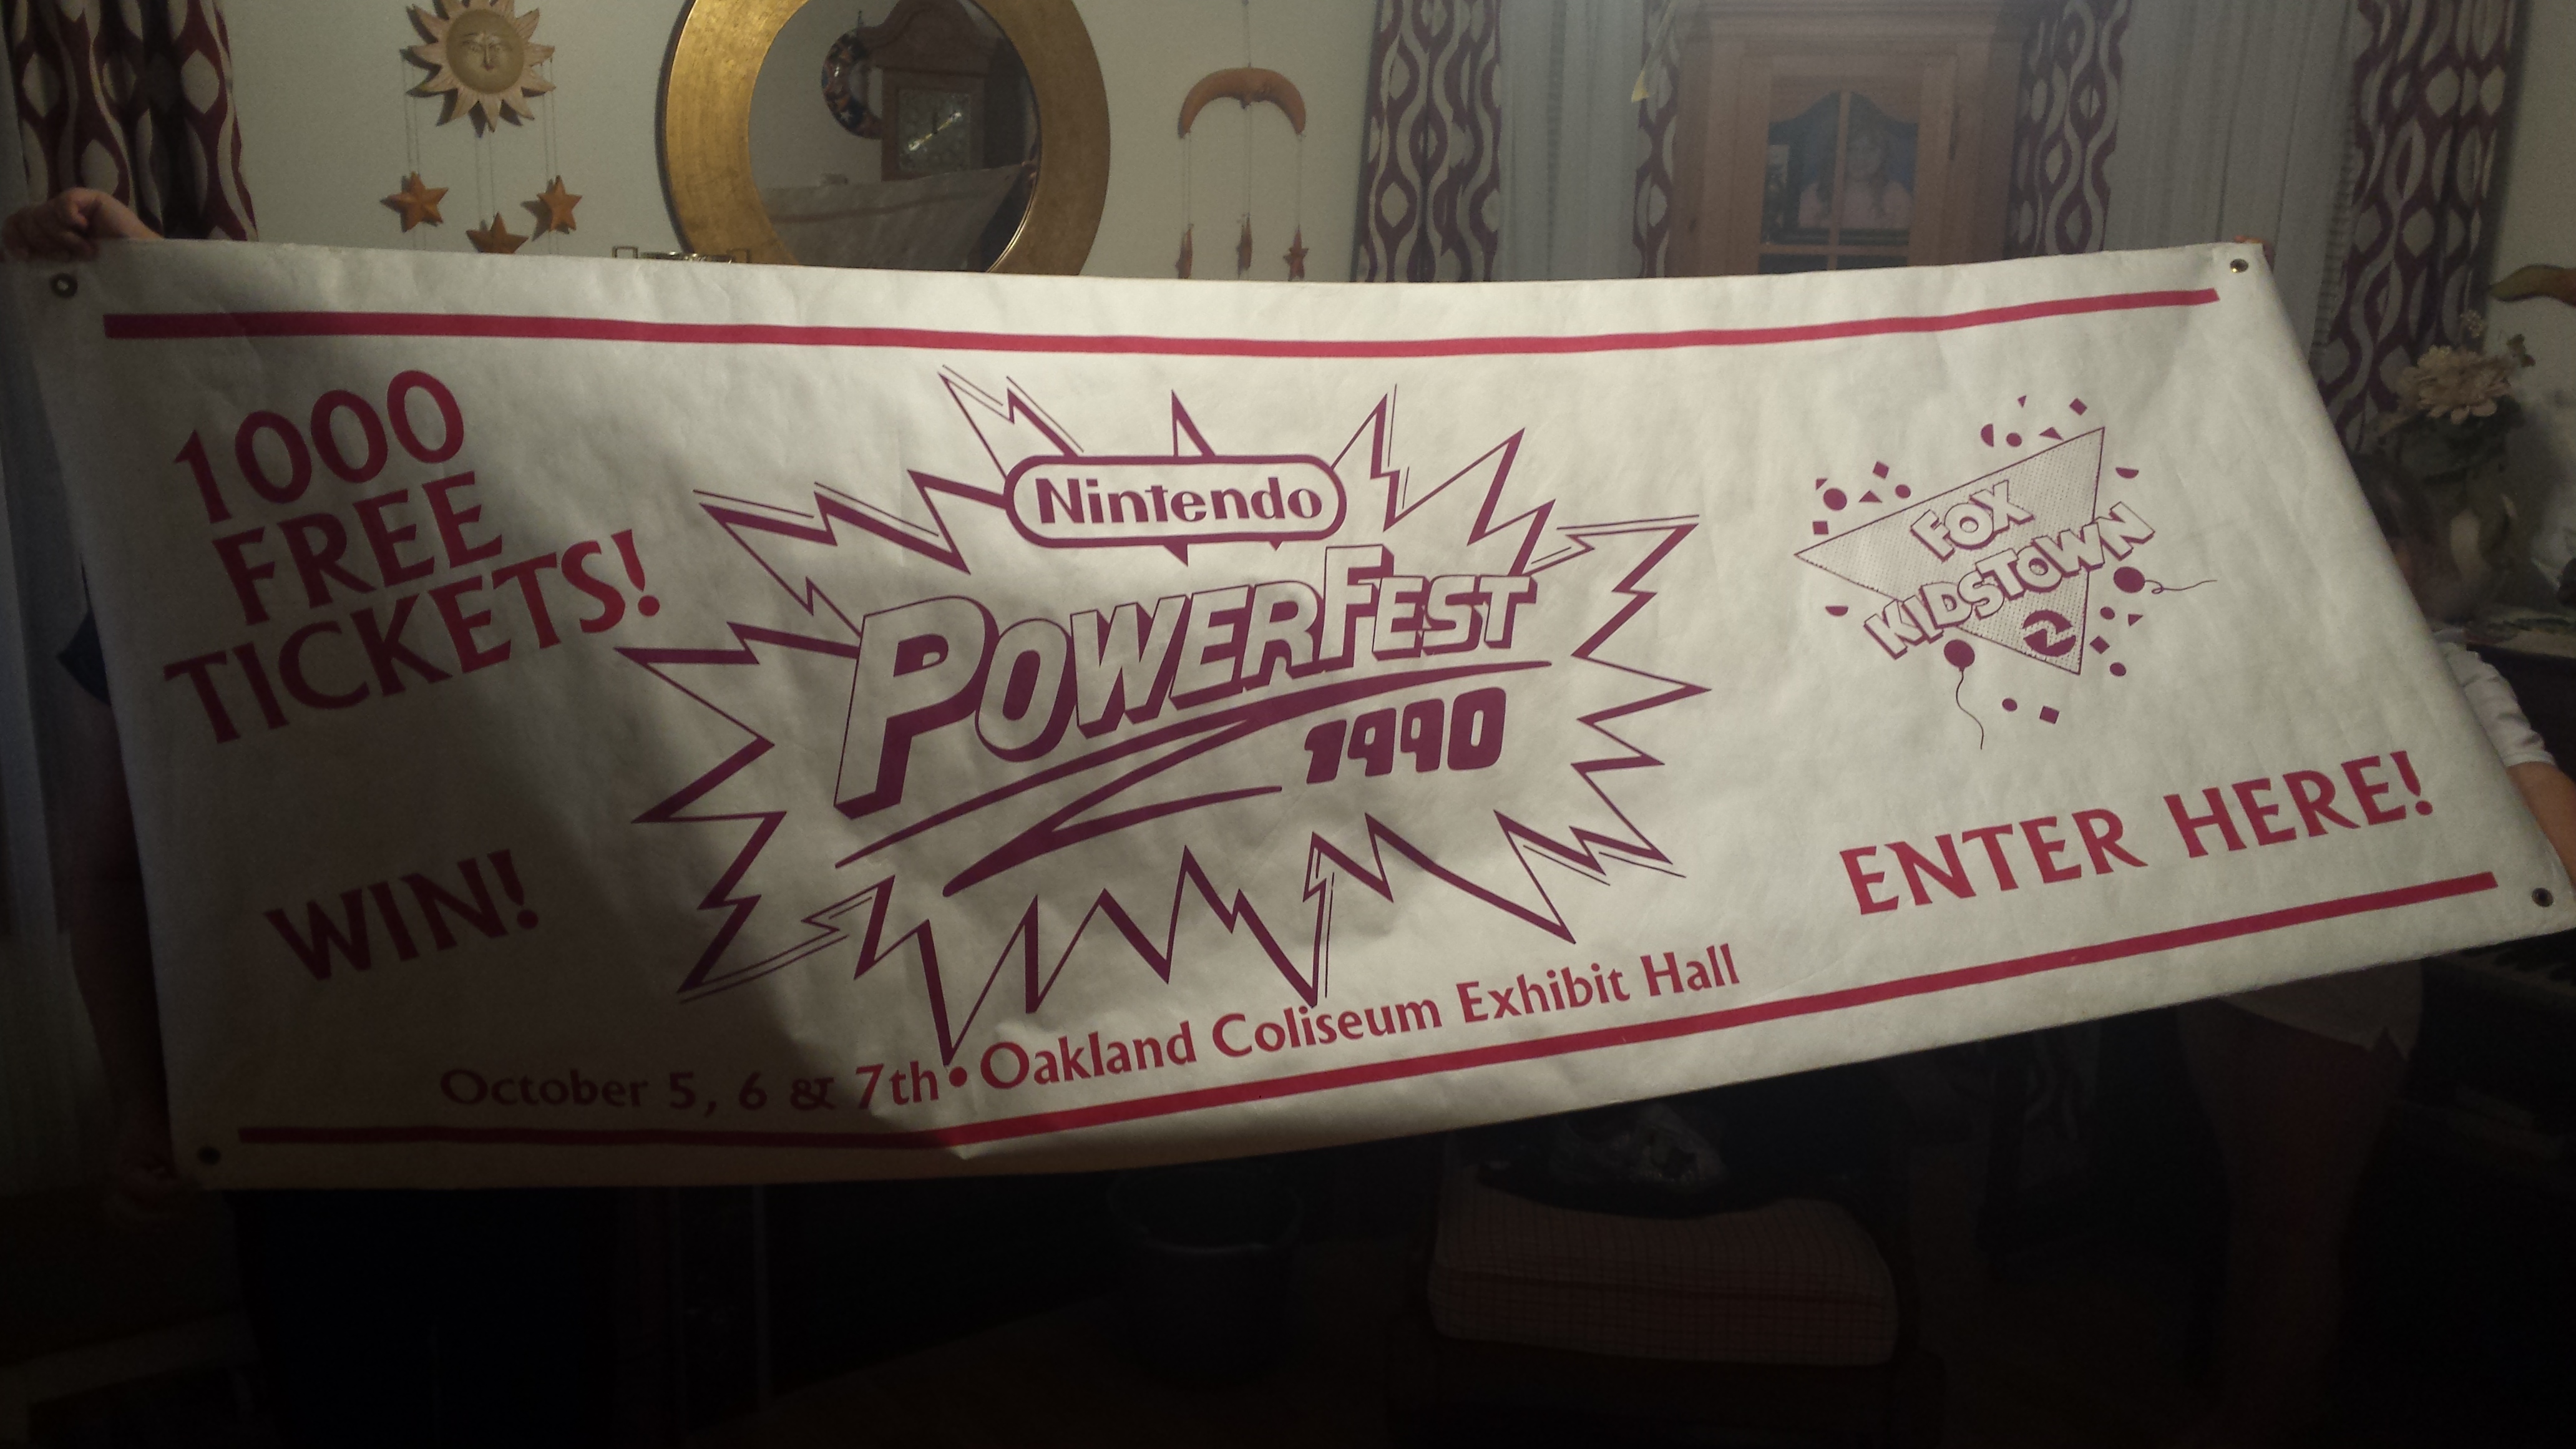 1000
FREE
TICKETS!
WIN!
Nintendo
POWERFEST
1990
October 5, 6 & 7th • Oakland Coliseum Exhibit Hall
FOX
KIDSTOWN
2
ENTER HERE!